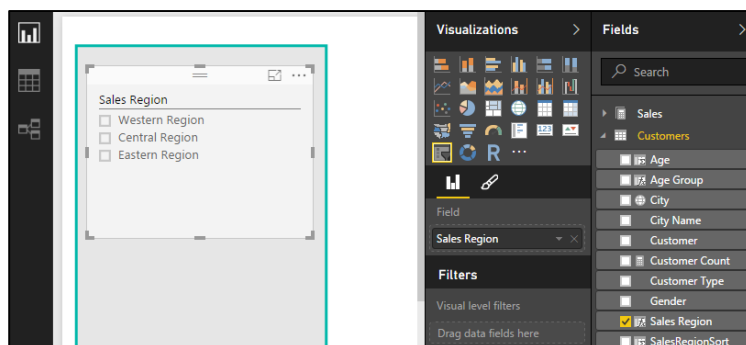 Visualizations
Fields
Search
Sales Region
Western Region
Central Region
Eastern Region
123
R
Field
Sales Region
Filters
Visual level filters
Drag data fields here
Sales
Customers
Age
Age Group
City
City Name
Customer
Customer Count
Customer Type
Gender
Sales Region
SalesRegionSort